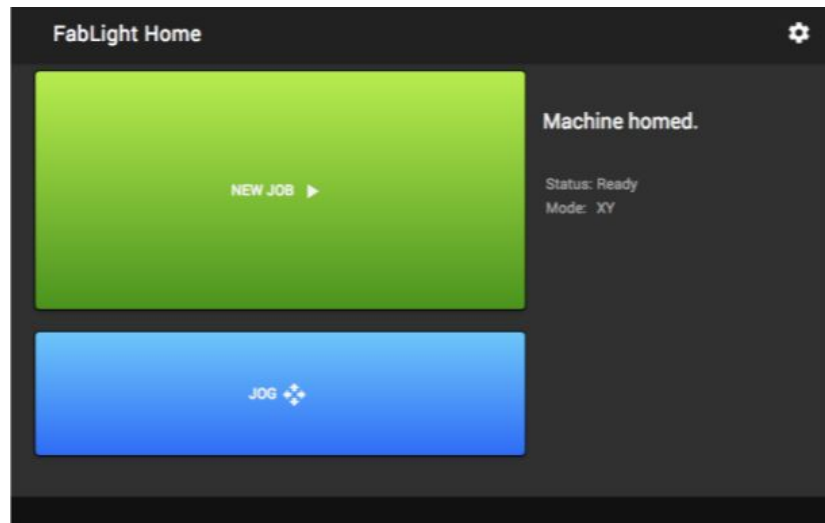 FabLight Home
NEW JOB
JOG
Machine homed.
Status: Ready
Mode: XY